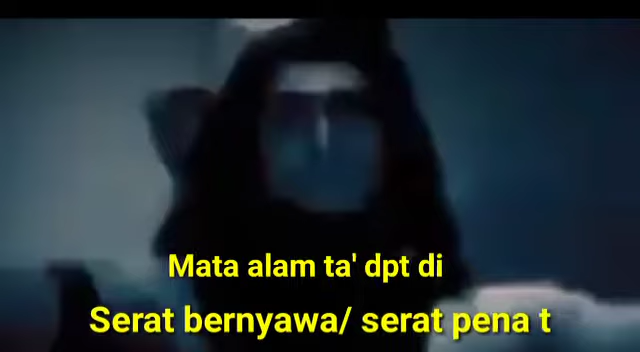 Mata alam ta' dpt di
Serat bernyawa/ serat pena t